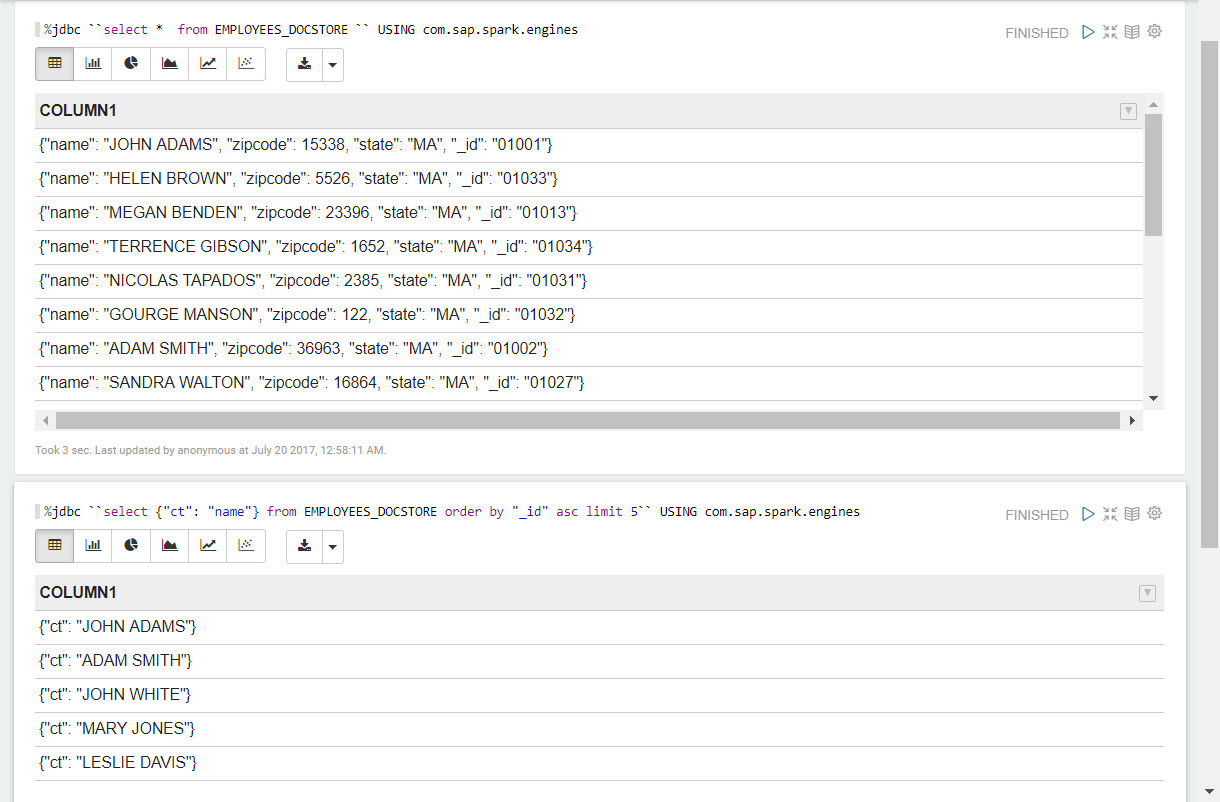 %jdbc ``select *  from EMPLOYEES_DOCSTORE `` USING com.sap.spark.engines
FINISHED
COLUMN1
{"name": "JOHN ADAMS", "zipcode": 15338, "state": "MA", "_id": "01001"}
{"name": "HELEN BROWN", "zipcode": 5526, "state": "MA", "_id": "01033"}
{"name": "MEGAN BENDEN", "zipcode": 23396, "state": "MA", "_id": "01013"}
{"name": "TERRENCE GIBSON", "zipcode": 1652, "state": "MA", "_id": "01034"}
{"name": "NICOLAS TAPADOS", "zipcode": 2385, "state": "MA", "_id": "01031"}
{"name": "GOURGE MANSON", "zipcode": 122, "state": "MA", "_id": "01032"}
{"name": "ADAM SMITH", "zipcode": 36963, "state": "MA", "_id": "01002"}
{"name": "SANDRA WALTON", "zipcode": 16864, "state": "MA", "_id": "01027"}
Took 3 sec. Last updated by anonymous at July 20 2017, 12:58:11 AM.
%jdbc ``select {"ct": "name"} from EMPLOYEES_DOCSTORE order by "_id" asc limit 5`` USING com.sap.spark.engines
FINISHED
COLUMN1
{"ct": "JOHN ADAMS"}
{"ct": "ADAM SMITH"}
{"ct": "JOHN WHITE"}
{"ct": "MARY JONES"}
{"ct": "LESLIE DAVIS"}